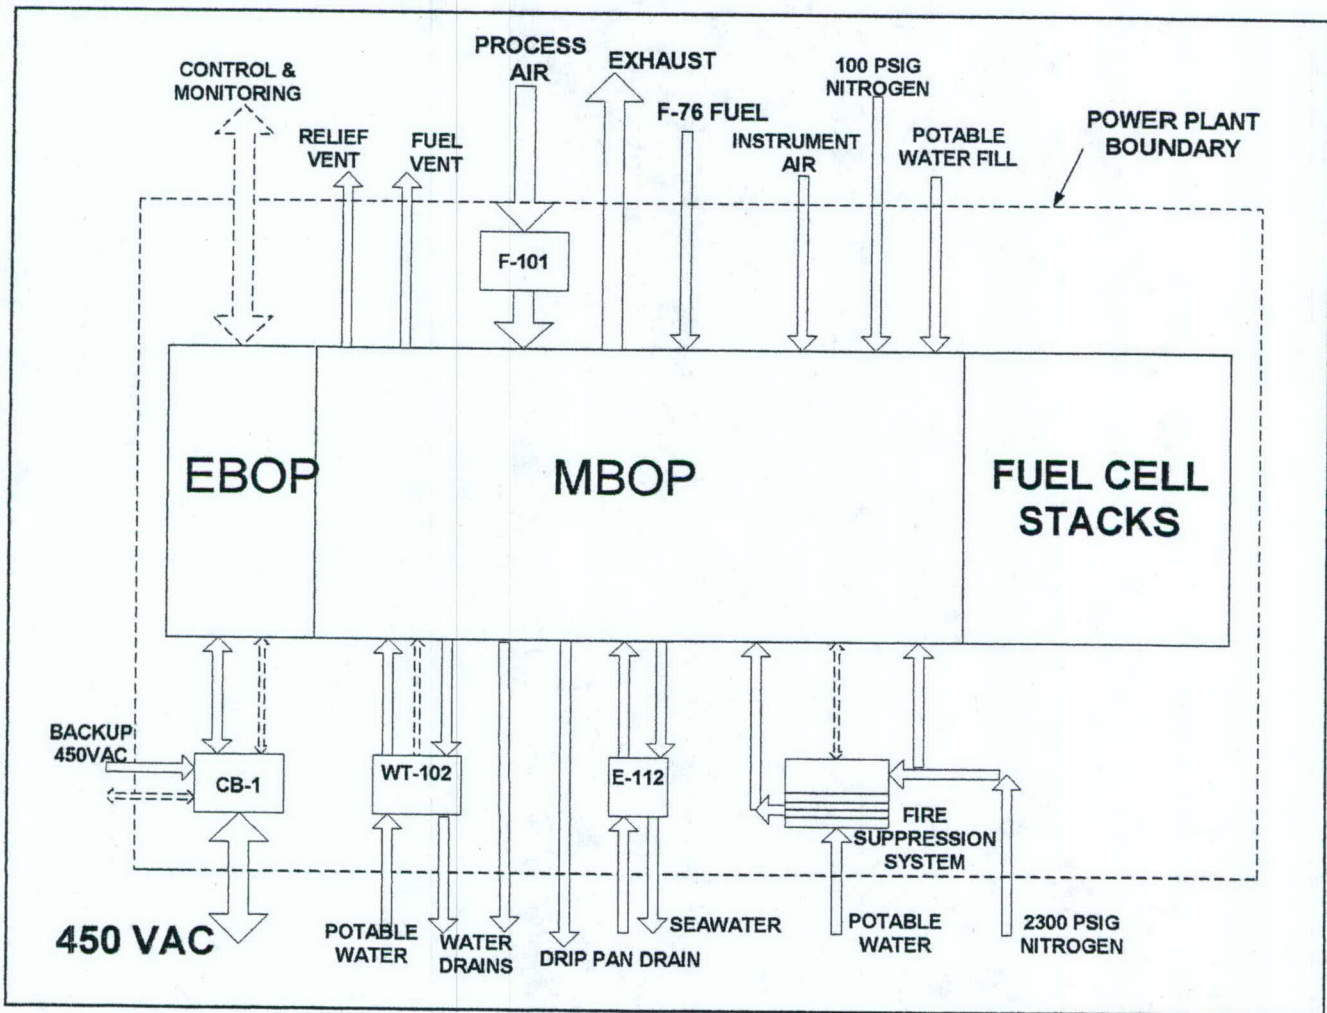 PROCESS
AIR
EXHAUST
100 PSIG
NITROGEN
CONTROL &
MONITORING
F-76 FUEL
POWER PLANT
BOUNDARY
RELIEF
VENT
FUEL
VENT
INSTRUMENT
AIR
POTABLE
WATER FILL
F-101
EBOP
MBOP
FUEL CELL
STACKS
BACKUP
450VAC
CB-1
WT-102
E-112
FIRE
SUPPRESSION
SYSTEM
450 VAC
POTABLE
WATER
WATER
DRAINS
DRIP PAN DRAIN
SEAWATER
POTABLE
WATER
2300 PSIG
NITROGEN